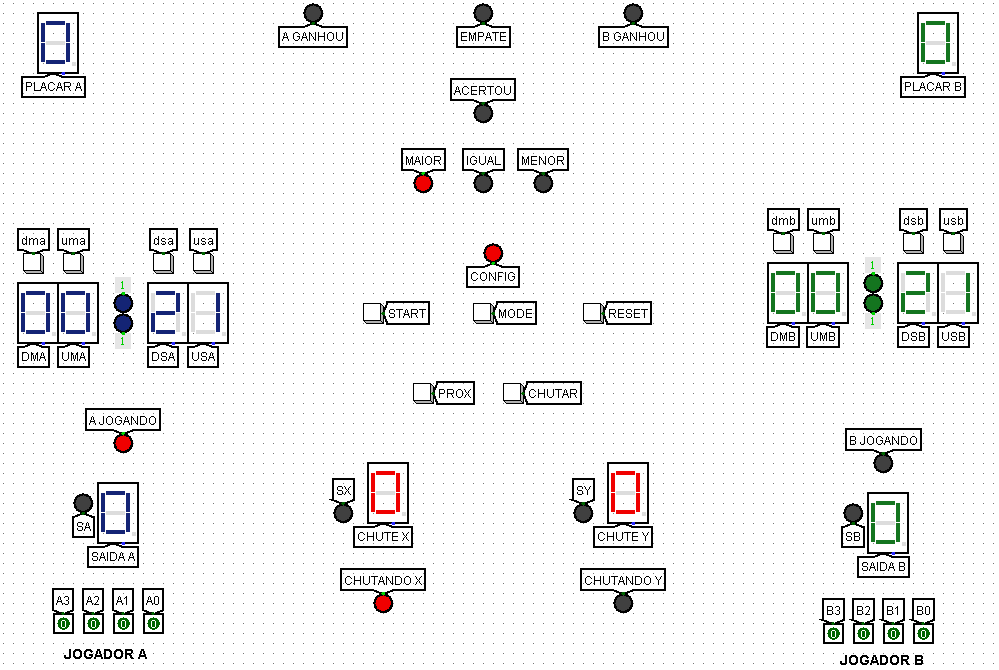 0 0
A GANHOU EMPATE B GANHOU
PLACAR A PLACAR B
ACERTOU
MAIOR IGUAL MENOR
dmb umb dsb usb
dma uma dsa usa
CONFIG
1
00 21
1
1
00 21
1
START MODE RESET
DMB UMB DSB USB
DMA UMA DSA USA
PROX CHUTAR
A JOGANDO
B JOGANDO
SX 0 SY 0
0 0
SA SB
CHUTE X CHUTE Y
SAIDA A SAIDA B
CHUTANDO X CHUTANDO Y
A3 A2 A1 A0
0 0 0 0
B3 B2 B1 B0
0 0 0 0
JOGADOR A
JOGADOR B